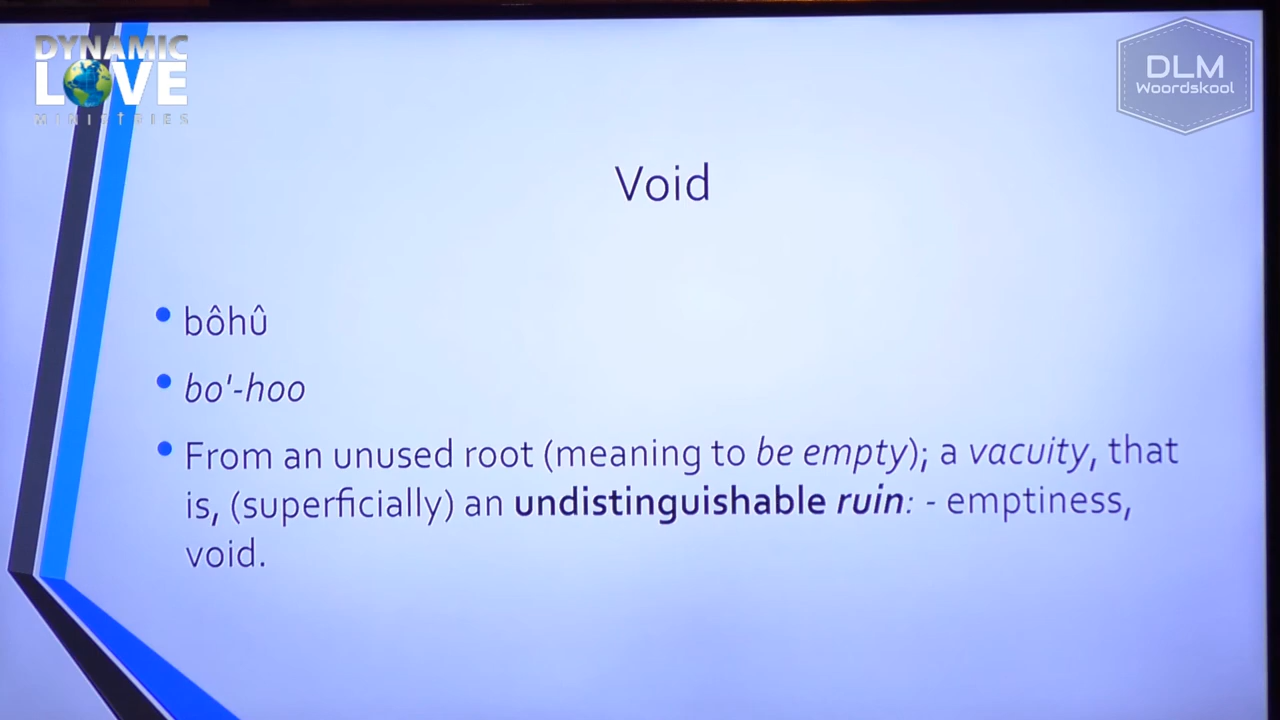 DYNAMIC
LOVE
MINISTRIES
DLM
Woordskool
Void
bôhû
bo'-hoo
From an unused root (meaning to be empty); a vacuity, that
is, (superficially) an undistinguishable ruin: - emptiness,
void.